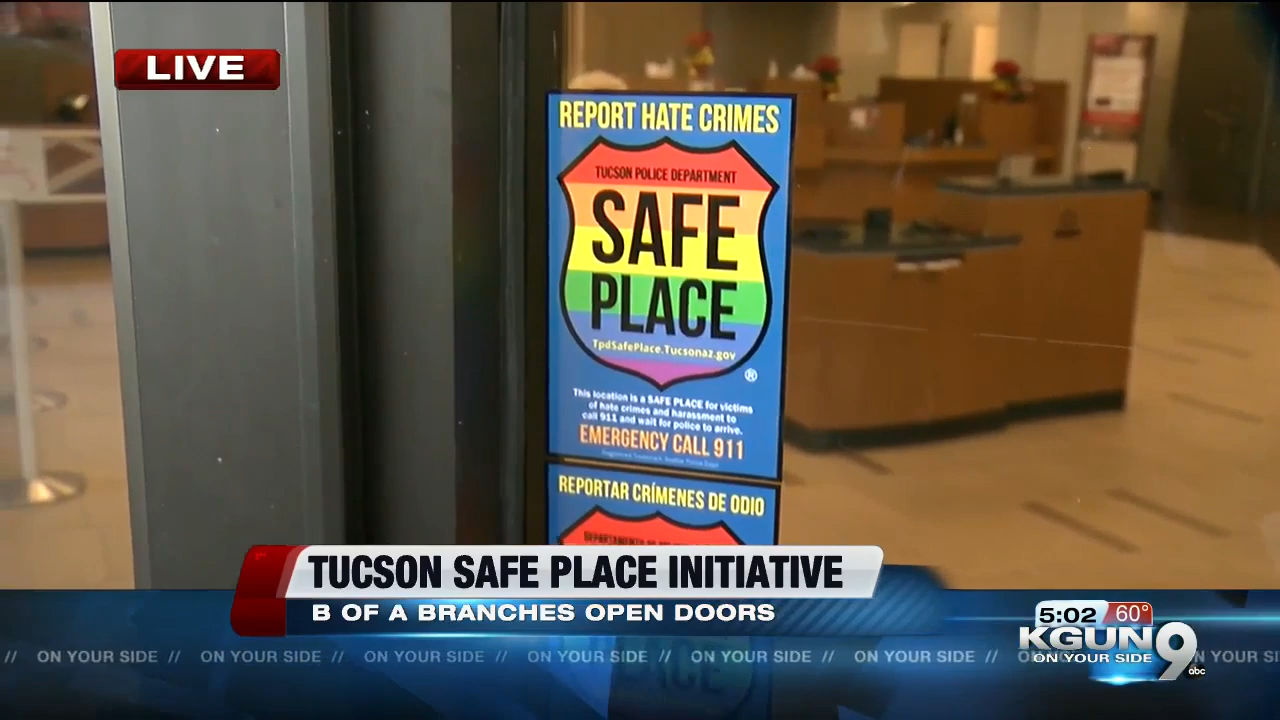 LIVE
REPORT HATE CRIMES
TUCSON POLICE DEPARTMENT
SAFE
PLACE
TpdSafePlace.Tucsonaz.gov
®
This location is a SAFE PLACE for victims
of hate crimes and harassment to
call 911 and wait for police to arrive.
EMERGENCY CALL 911
REPORTAR CRÍMENES DE ODIO
TUCSON SAFE PLACE INITIATIVE
B OF A BRANCHES OPEN DOORS
5:02 60°
KGUN 9
ON YOUR SIDE
abc
// ON YOUR SIDE // ON YOUR SIDE // ON YOUR SIDE // ON YOUR SIDE // ON YOUR SIDE // ON YOUR SIDE //